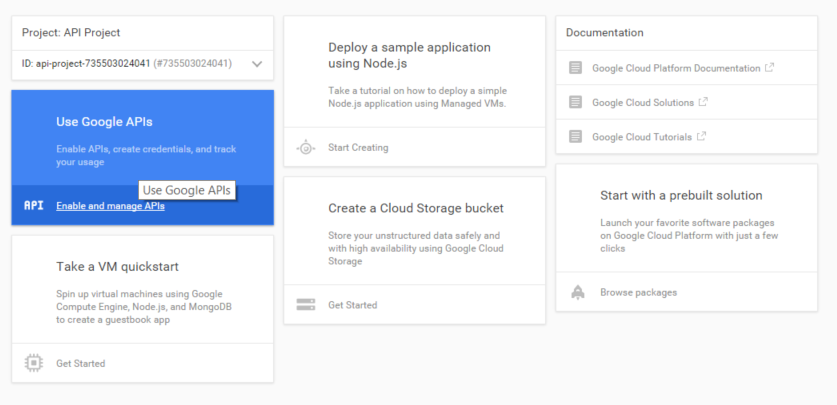 Project: API Project
ID: api-project-735503024041 (#735503024041)
Use Google APIs
Enable APIs, create credentials, and track
your usage
Use Google APIs
API
Enable and manage APIs
Take a VM quickstart
Spin up virtual machines using Google
Compute Engine, Node.js, and MongoDB
to create a guestbook app
Get Started
Deploy a sample application
using Node.js
Take a tutorial on how to deploy a simple
Node.js application using Managed VMs.
Start Creating
Create a Cloud Storage bucket
Store your unstructured data safely and
with high availability using Google Cloud
Storage
Get Started
Documentation
Google Cloud Platform Documentation
Google Cloud Solutions
Google Cloud Tutorials
Start with a prebuilt solution
Launch your favorite software packages
on Google Cloud Platform with just a few
clicks
Browse packages